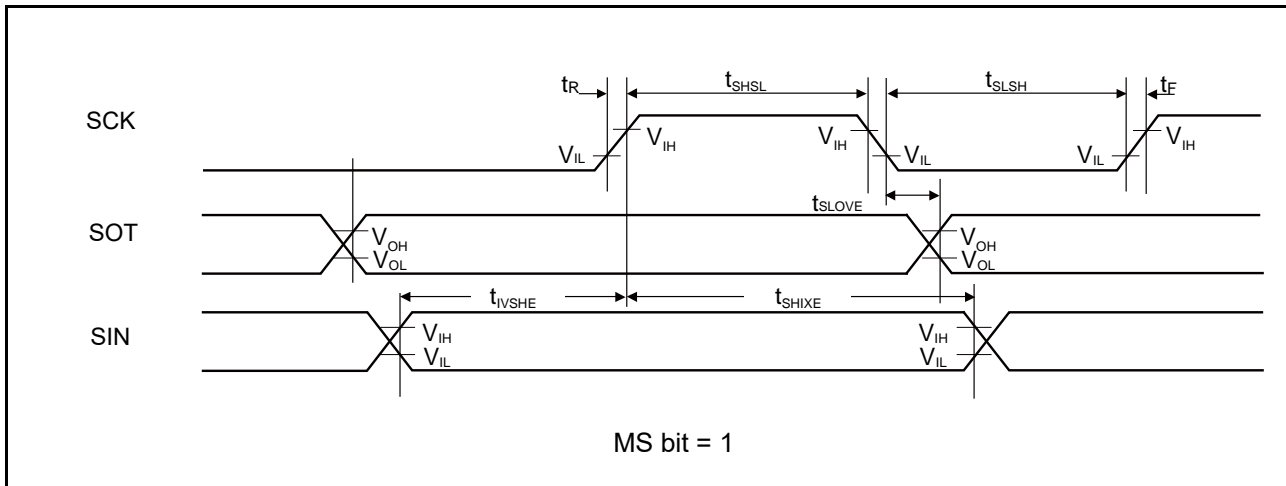 tR tSHSL tSLSH tF
SCK VIH VIH VIH
VIL VIL VIL
tSLOVE
SOT VOH VOH
VOL VOL
tIVSHE tSHIXE
SIN VIH VIH
VIL VIL
MS bit = 1